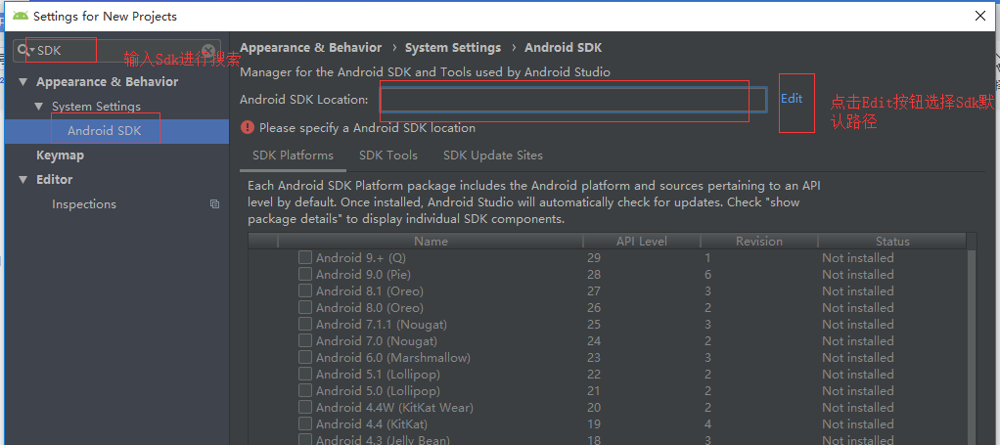 Settings for New Projects
SDK
输入Sdk进行搜索
Appearance & Behavior
System Settings
Android SDK
Keymap
Editor
Inspections
Appearance & Behavior › System Settings › Android SDK
Manager for the Android SDK and Tools used by Android Studio
Android SDK Location:
Edit
点击Edit按钮选择Sdk默
认路径
Please specify a Android SDK location
SDK Platforms SDK Tools SDK Update Sites
Each Android SDK Platform package includes the Android platform and sources pertaining to an API
level by default. Once installed, Android Studio will automatically check for updates. Check "show
package details" to display individual SDK components.
Name API Level Revision Status
Android 9.+ (Q) 29 1 Not installed
Android 9.0 (Pie) 28 6 Not installed
Android 8.1 (Oreo) 27 3 Not installed
Android 8.0 (Oreo) 26 2 Not installed
Android 7.1.1 (Nougat) 25 3 Not installed
Android 7.0 (Nougat) 24 2 Not installed
Android 6.0 (Marshmallow) 23 3 Not installed
Android 5.1 (Lollipop) 22 2 Not installed
Android 5.0 (Lollipop) 21 2 Not installed
Android 4.4W (KitKat Wear) 20 2 Not installed
Android 4.4 (KitKat) 19 4 Not installed
Android 4.3 (Jelly Bean) 18 3 Not installed